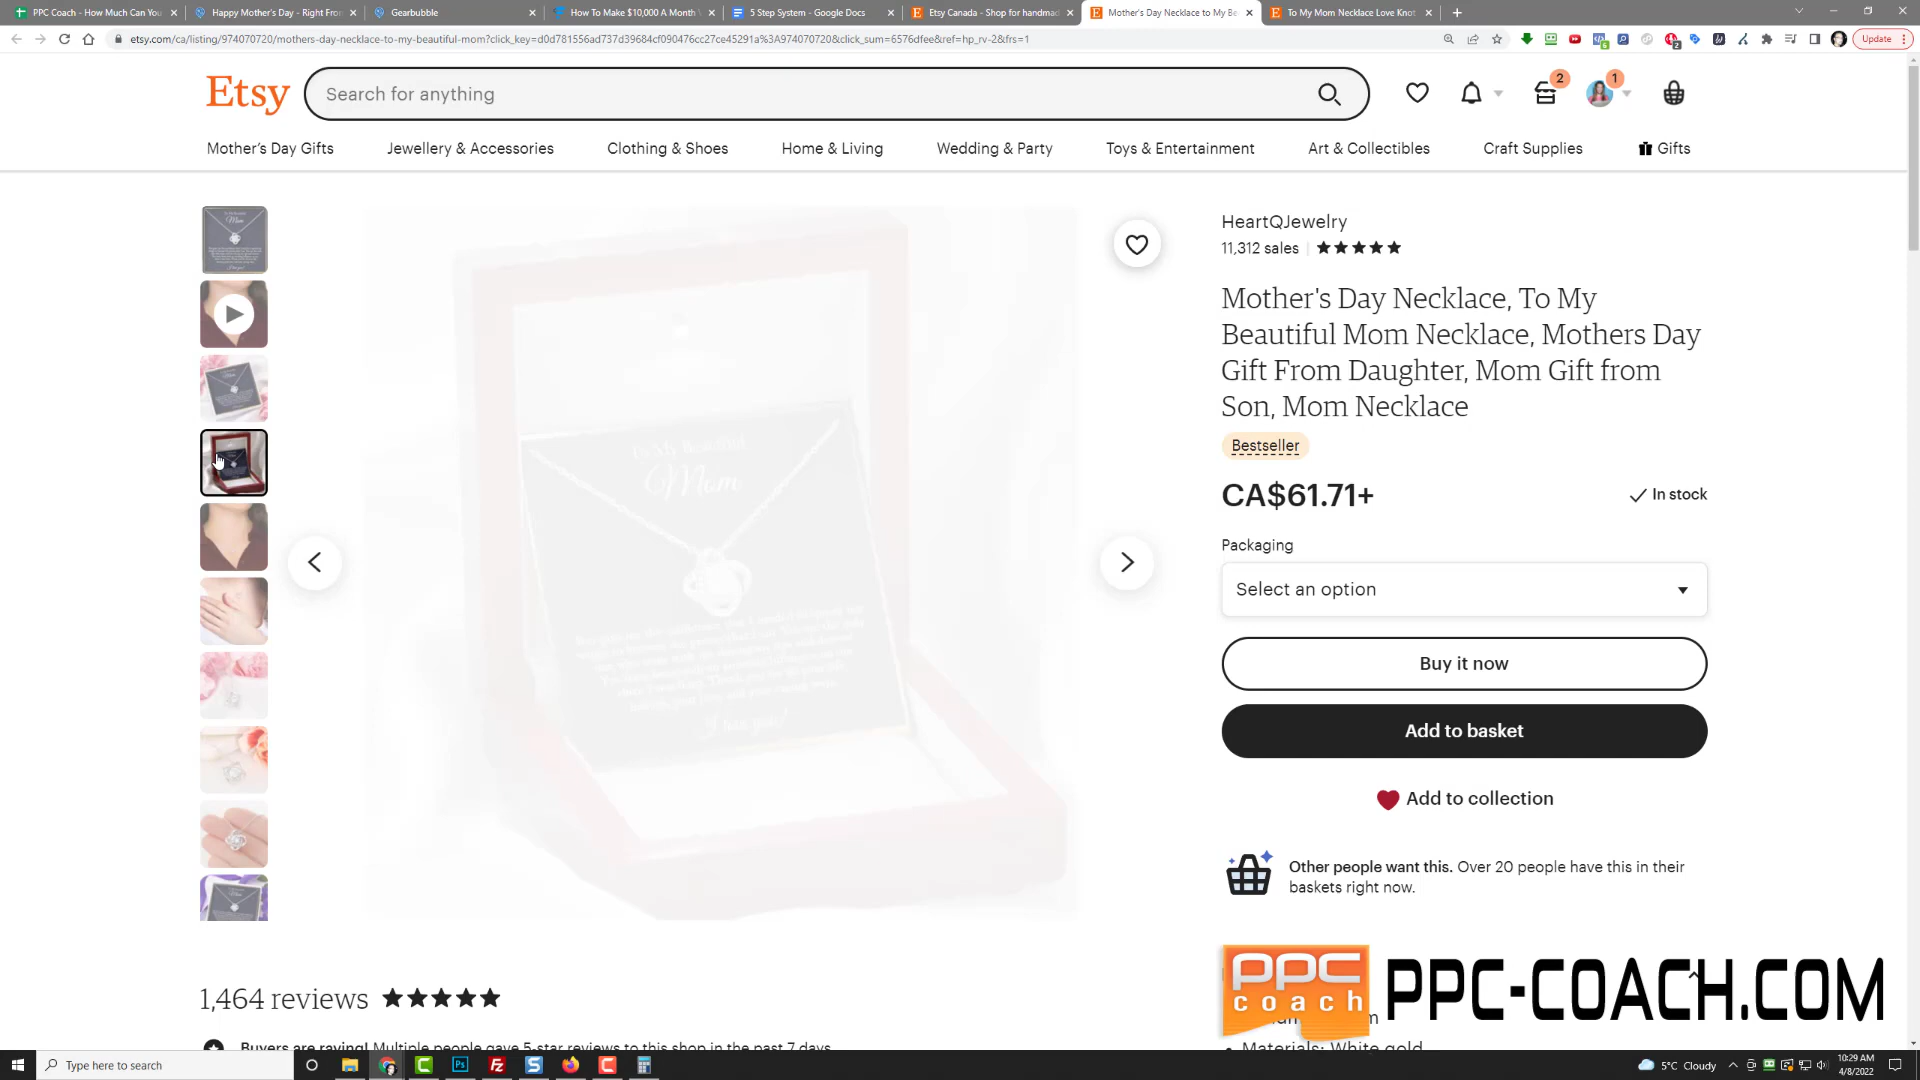 PPC Coach - How Much Can You
Happy Mother's Day - Right Fro
Gearbubble
How To Make $10,000 A Month
5 Step System - Google Docs
Etsy Canada - Shop for handmad
Mother's Day Necklace to My Be
To My Mom Necklace Love Knot
etsy.com/ca/listing/974070720/mothers-day-necklace-to-my-beautiful-mom?click_key=d0d781556ad737d39684cf090476cc27ce45291a%3A974070720&click_sum=6576dfee&ref=hp_rv-2&frs=1
Update
Etsy
Search for anything
2
1
Mother's Day Gifts
Jewellery & Accessories
Clothing & Shoes
Home & Living
Wedding & Party
Toys & Entertainment
Art & Collectibles
Craft Supplies
Gifts
HeartQJewelry
11,312 sales
Mother's Day Necklace, To My
Beautiful Mom Necklace, Mothers Day
Gift From Daughter, Mom Gift from
Son, Mom Necklace
Bestseller
CA$61.71+
In stock
Packaging
Select an option
Buy it now
Add to basket
Add to collection
Other people want this. Over 20 people have this in their
baskets right now.
To My Beautiful
Mom
I love you!
1,464 reviews
Buyers are raving! Multiple people gave 5-star reviews to this shop in the past 7 days
PPC
coach
PPC-COACH.COM
Materials: White gold
Type here to search
5°C Cloudy
10:29 AM
4/8/2022